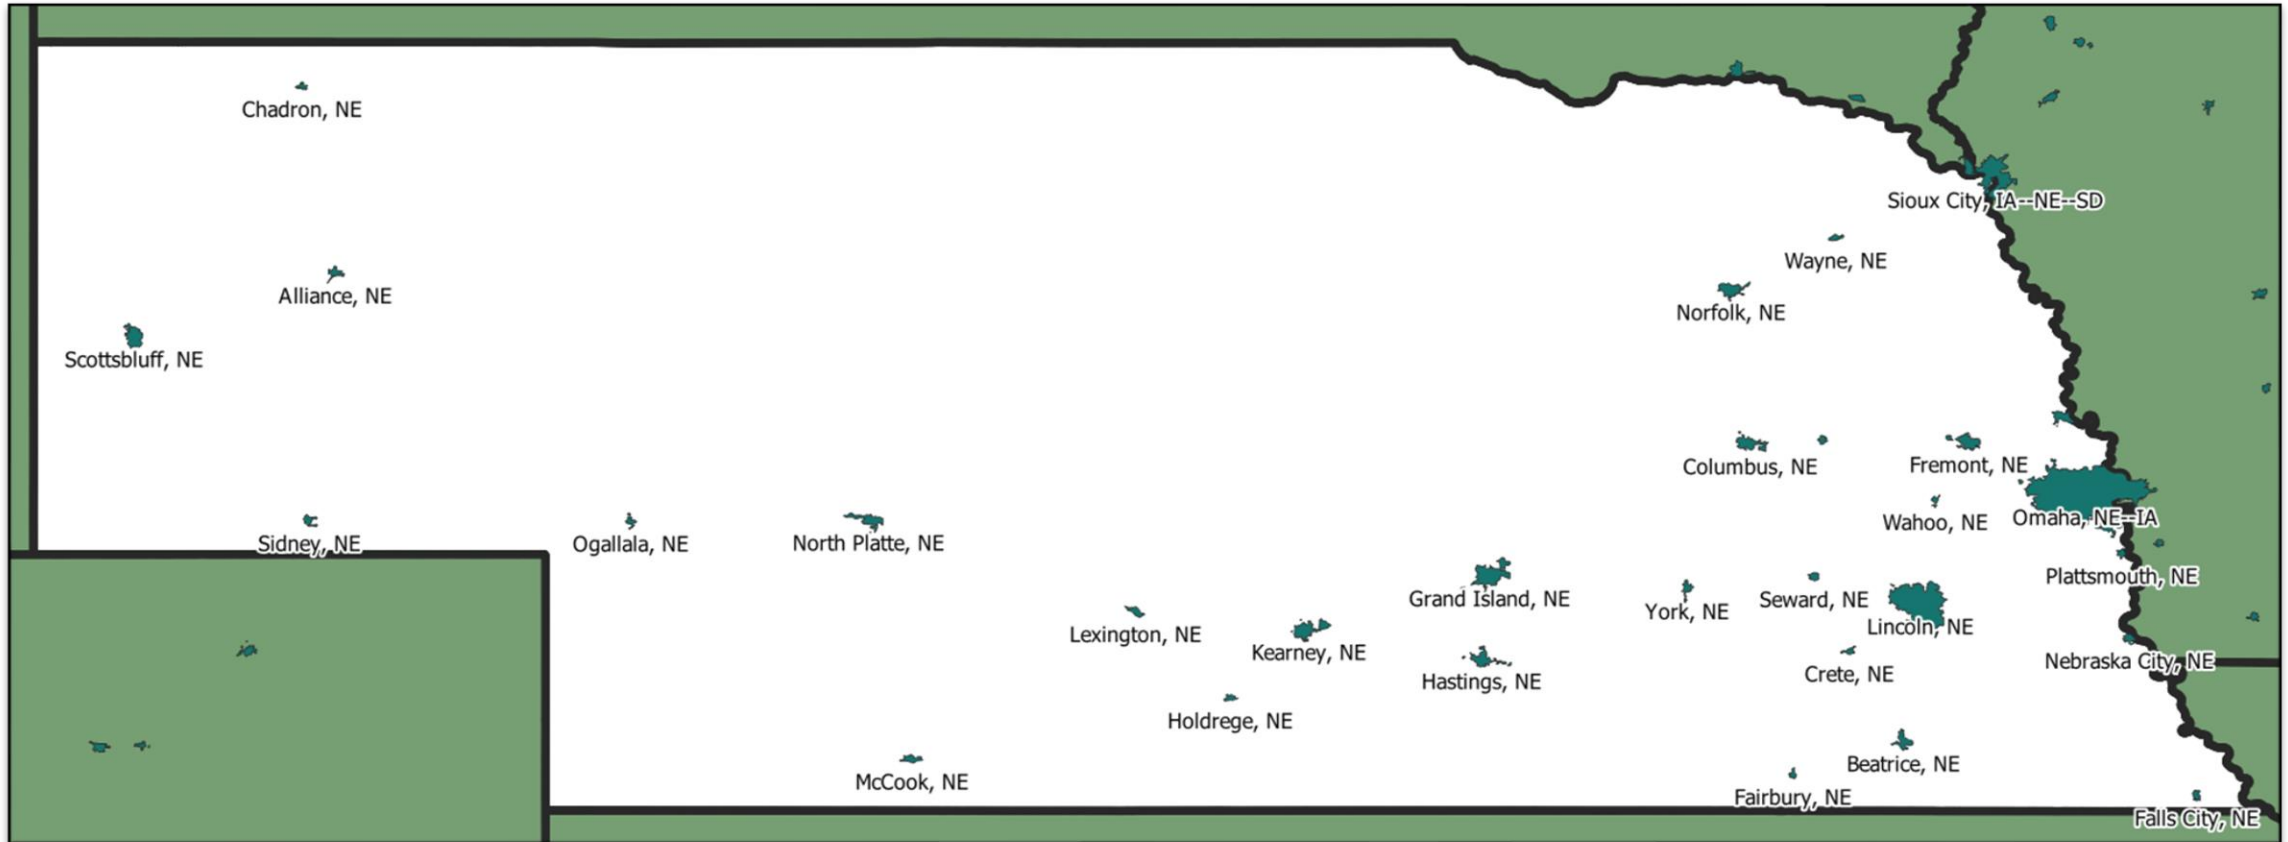 Chadron, NE
Sioux City, IA--NE--SD
Wayne, NE
Alliance, NE
Norfolk, NE
Scottsbluff, NE
Columbus, NE
Fremont, NE
Wahoo, NE
Omaha, NE--IA
Sidney, NE
Ogallala, NE
North Platte, NE
Plattsmouth, NE
Grand Island, NE
York, NE
Seward, NE
Lincoln, NE
Lexington, NE
Kearney, NE
Nebraska City, NE
Hastings, NE
Crete, NE
Holdrege, NE
Beatrice, NE
McCook, NE
Fairbury, NE
Falls City, NE